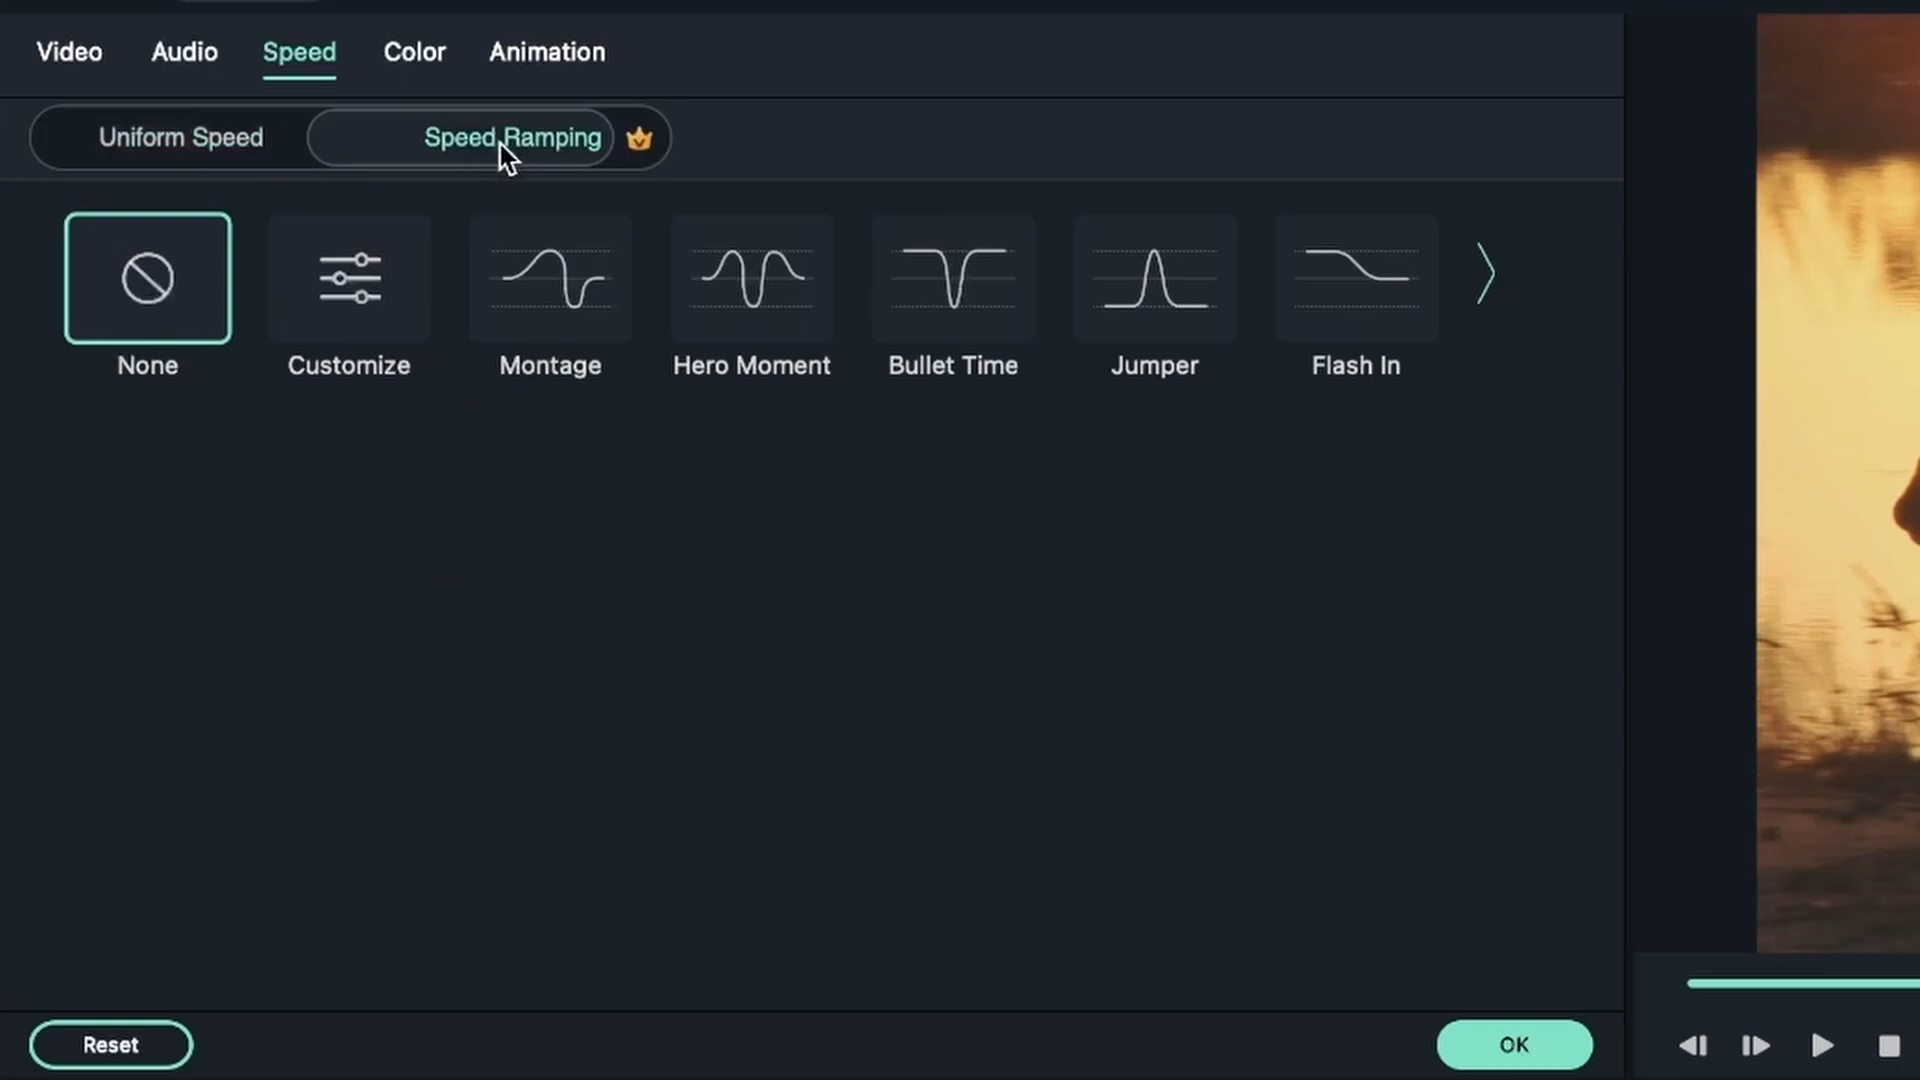 Video Audio Speed Color Animation
Uniform Speed Speed Ramping
None Customize Montage Hero Moment Bullet Time Jumper Flash In
Reset OK